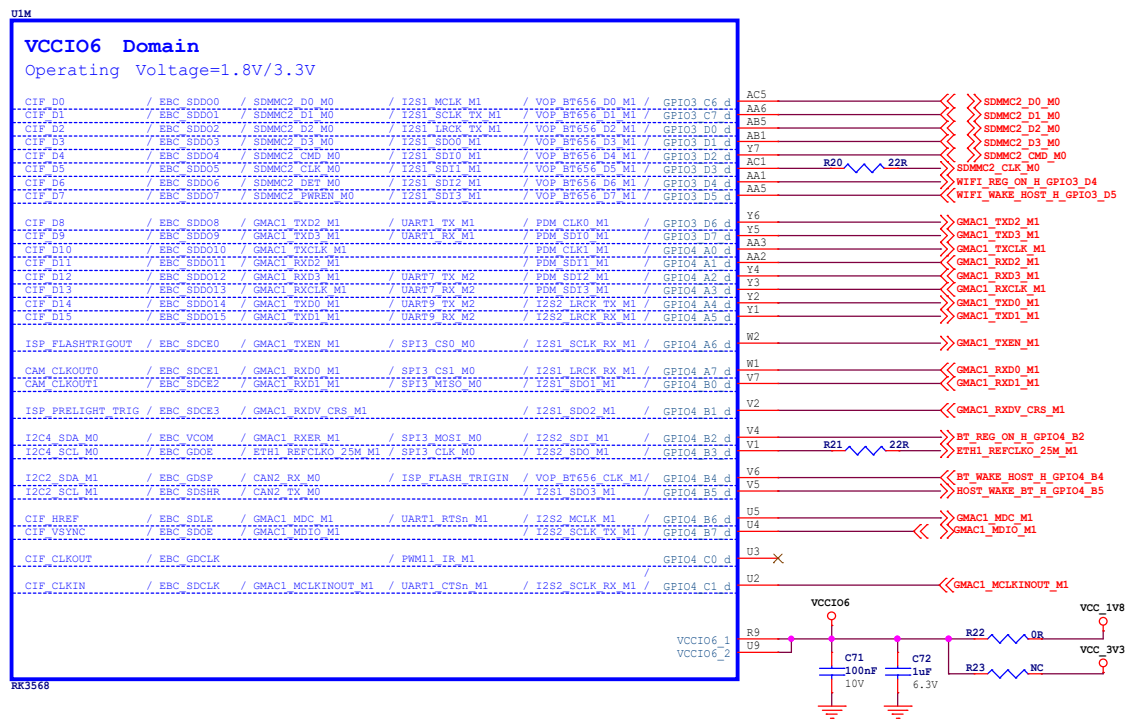 U1M
VCCIO6 Domain
Operating Voltage=1.8V/3.3V
CIF_D0 / EBC_SDDO0 / SDMMC2_D0_M0 / I2S1_MCLK_M1 / VOP_BT656_D0_M1 / GPIO3_C6_d AC5 SDMMC2_D0_M0
CIF_D1 / EBC_SDDO1 / SDMMC2_D1_M0 / I2S1_SCLK_TX_M1 / VOP_BT656_D1_M1 / GPIO3_C7_d AA6 SDMMC2_D1_M0
CIF_D2 / EBC_SDDO2 / SDMMC2_D2_M0 / I2S1_LRCK_TX_M1 / VOP_BT656_D2_M1 / GPIO3_D0_d AB5 SDMMC2_D2_M0
CIF_D3 / EBC_SDDO3 / SDMMC2_D3_M0 / I2S1_SDO0_M1 / VOP_BT656_D3_M1 / GPIO3_D1_d AB1 SDMMC2_D3_M0
CIF_D4 / EBC_SDDO4 / SDMMC2_CMD_M0 / I2S1_SDI0_M1 / VOP_BT656_D4_M1 / GPIO3_D2_d Y7 SDMMC2_CMD_M0
CIF_D5 / EBC_SDDO5 / SDMMC2_CLK_M0 / I2S1_SDI1_M1 / VOP_BT656_D5_M1 / GPIO3_D3_d AC1 R20 22R SDMMC2_CLK_M0
CIF_D6 / EBC_SDDO6 / SDMMC2_DET_M0 / I2S1_SDI2_M1 / VOP_BT656_D6_M1 / GPIO3_D4_d AA1 WIFI_REG_ON_H_GPIO3_D4
CIF_D7 / EBC_SDDO7 / SDMMC2_PWREN_M0 / I2S1_SDI3_M1 / VOP_BT656_D7_M1 / GPIO3_D5_d AA5 WIFI_WAKE_HOST_H_GPIO3_D5
CIF_D8 / EBC_SDDO8 / GMAC1_TXD2_M1 / UART1_TX_M1 / PDM_CLK0_M1 / GPIO3_D6_d Y6 GMAC1_TXD2_M1
CIF_D9 / EBC_SDDO9 / GMAC1_TXD3_M1 / UART1_RX_M1 / PDM_SDI0_M1 / GPIO3_D7_d Y5 GMAC1_TXD3_M1
CIF_D10 / EBC_SDDO10 / GMAC1_TXCLK_M1 / PDM_CLK1_M1 / GPIO4_A0_d AA3 GMAC1_TXCLK_M1
CIF_D11 / EBC_SDDO11 / GMAC1_RXD2_M1 / PDM_SDI1_M1 / GPIO4_A1_d AA2 GMAC1_RXD2_M1
CIF_D12 / EBC_SDDO12 / GMAC1_RXD3_M1 / UART7_TX_M2 / PDM_SDI2_M1 / GPIO4_A2_d Y4 GMAC1_RXD3_M1
CIF_D13 / EBC_SDDO13 / GMAC1_RXCLK_M1 / UART7_RX_M2 / PDM_SDI3_M1 / GPIO4_A3_d Y3 GMAC1_RXCLK_M1
CIF_D14 / EBC_SDDO14 / GMAC1_TXD0_M1 / UART9_TX_M2 / I2S2_LRCK_TX_M1 / GPIO4_A4_d Y2 GMAC1_TXD0_M1
CIF_D15 / EBC_SDDO15 / GMAC1_TXD1_M1 / UART9_RX_M2 / I2S2_LRCK_RX_M1 / GPIO4_A5_d Y1 GMAC1_TXD1_M1
ISP_FLASHTRIGOUT / EBC_SDCE0 / GMAC1_TXEN_M1 / SPI3_CS0_M0 / I2S1_SCLK_RX_M1 / GPIO4_A6_d W2 GMAC1_TXEN_M1
CAM_CLKOUT0 / EBC_SDCE1 / GMAC1_RXD0_M1 / SPI3_CS1_M0 / I2S1_LRCK_RX_M1 / GPIO4_A7_d W1 GMAC1_RXD0_M1
CAM_CLKOUT1 / EBC_SDCE2 / GMAC1_RXD1_M1 / SPI3_MISO_M0 / I2S1_SDO1_M1 / GPIO4_B0_d V7 GMAC1_RXD1_M1
ISP_PRELIGHT_TRIG / EBC_SDCE3 / GMAC1_RXDV_CRS_M1 / I2S1_SDO2_M1 / GPIO4_B1_d V2 GMAC1_RXDV_CRS_M1
I2C4_SDA_M0 / EBC_VCOM / GMAC1_RXER_M1 / SPI3_MOSI_M0 / I2S2_SDI_M1 / GPIO4_B2_d V4 BT_REG_ON_H_GPIO4_B2
I2C4_SCL_M0 / EBC_GDOE / ETH1_REFCLKO_25M_M1 / SPI3_CLK_M0 / I2S2_SDO_M1 / GPIO4_B3_d V1 R21 22R ETH1_REFCLKO_25M_M1
I2C2_SDA_M1 / EBC_GDSP / CAN2_RX_M0 / ISP_FLASH_TRIGIN / VOP_BT656_CLK_M1 / GPIO4_B4_d V6 BT_WAKE_HOST_H_GPIO4_B4
I2C2_SCL_M1 / EBC_SDSHR / CAN2_TX_M0 / I2S1_SDO3_M1 / GPIO4_B5_d V5 HOST_WAKE_BT_H_GPIO4_B5
CIF_HREF / EBC_SDLE / GMAC1_MDC_M1 / UART1_RTSn_M1 / I2S2_MCLK_M1 / GPIO4_B6_d U5 GMAC1_MDC_M1
CIF_VSYNC / EBC_SDOE / GMAC1_MDIO_M1 / I2S2_SCLK_TX_M1 / GPIO4_B7_d U4 GMAC1_MDIO_M1
CIF_CLKOUT / EBC_GDCLK / PWM11_IR_M1 / GPIO4_C0_d U3
CIF_CLKIN / EBC_SDCLK / GMAC1_MCLKINOUT_M1 / UART1_CTSn_M1 / I2S2_SCLK_RX_M1 / GPIO4_C1_d U2 GMAC1_MCLKINOUT_M1
VCCIO6 VCC_1V8
VCCIO6_1 R9 R22 0R
VCCIO6_2 U9 VCC_3V3
C71 100nF 10V
C72 1uF 6.3V
R23 NC
RK3568